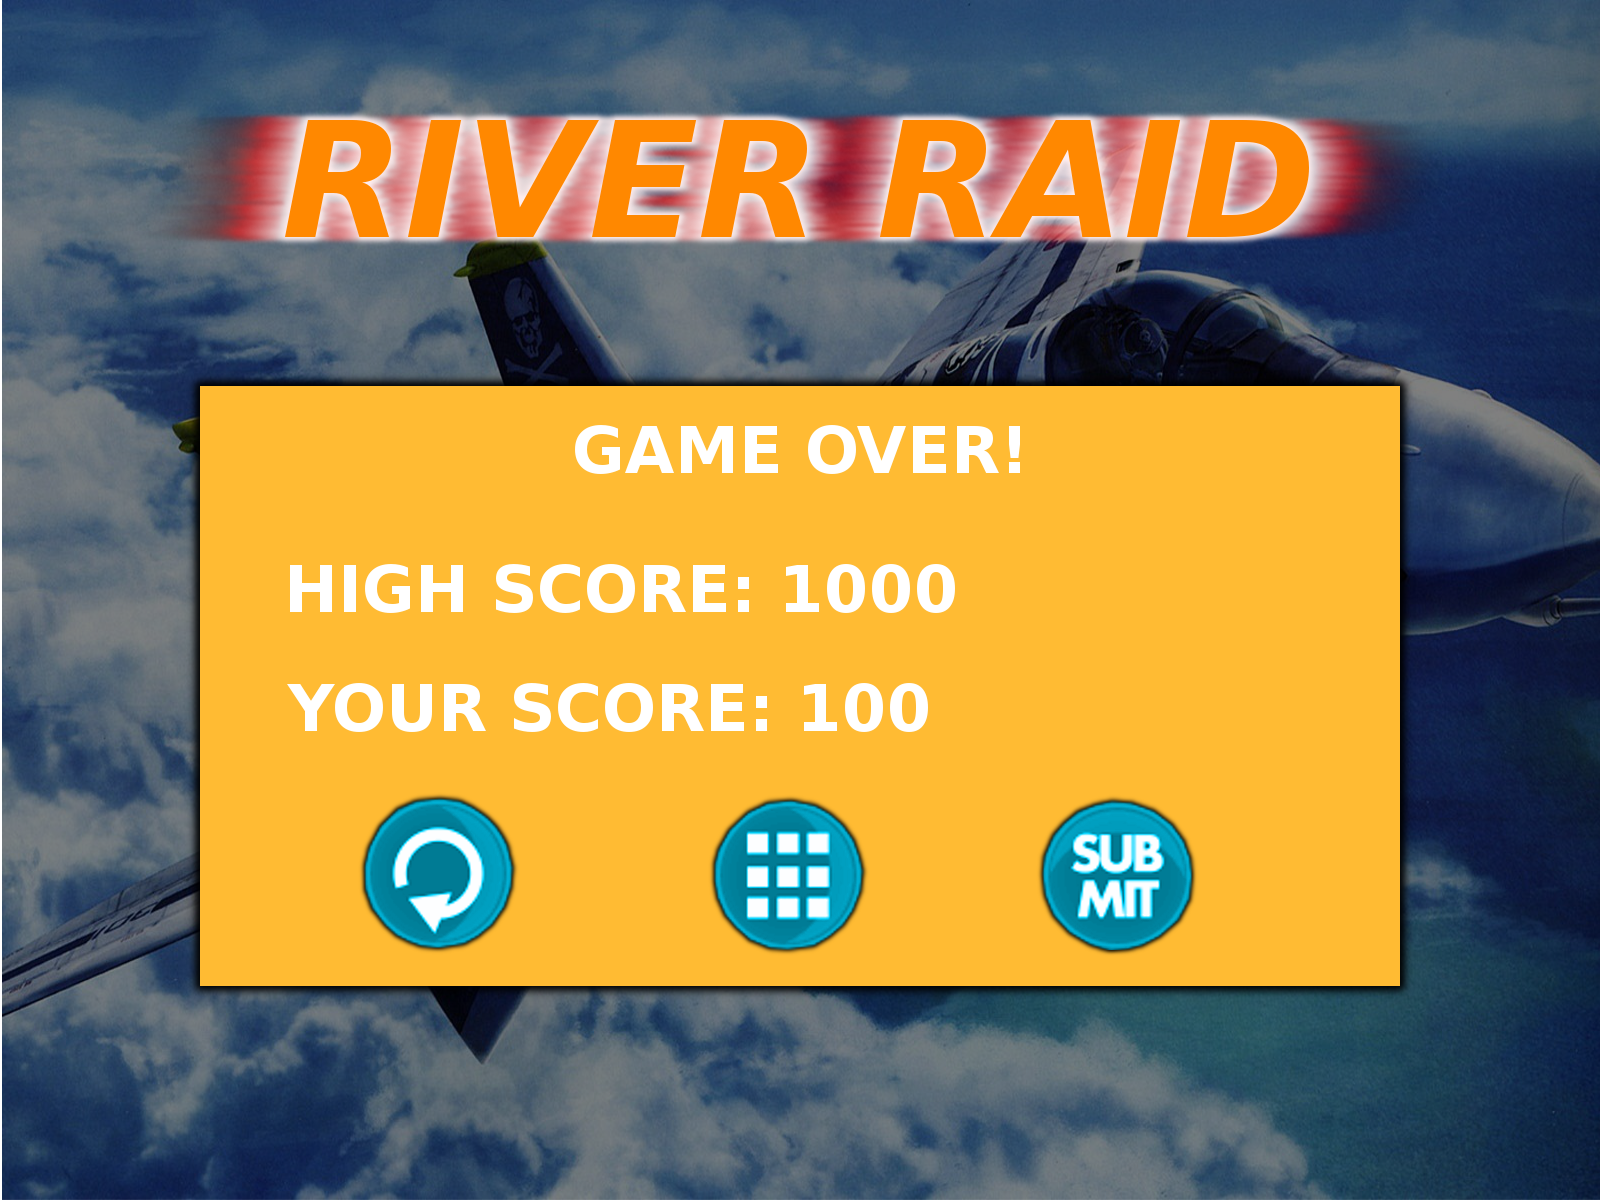 RIVER RAID
GAME OVER!
HIGH SCORE: 1000
YOUR SCORE: 100
SUB
MIT